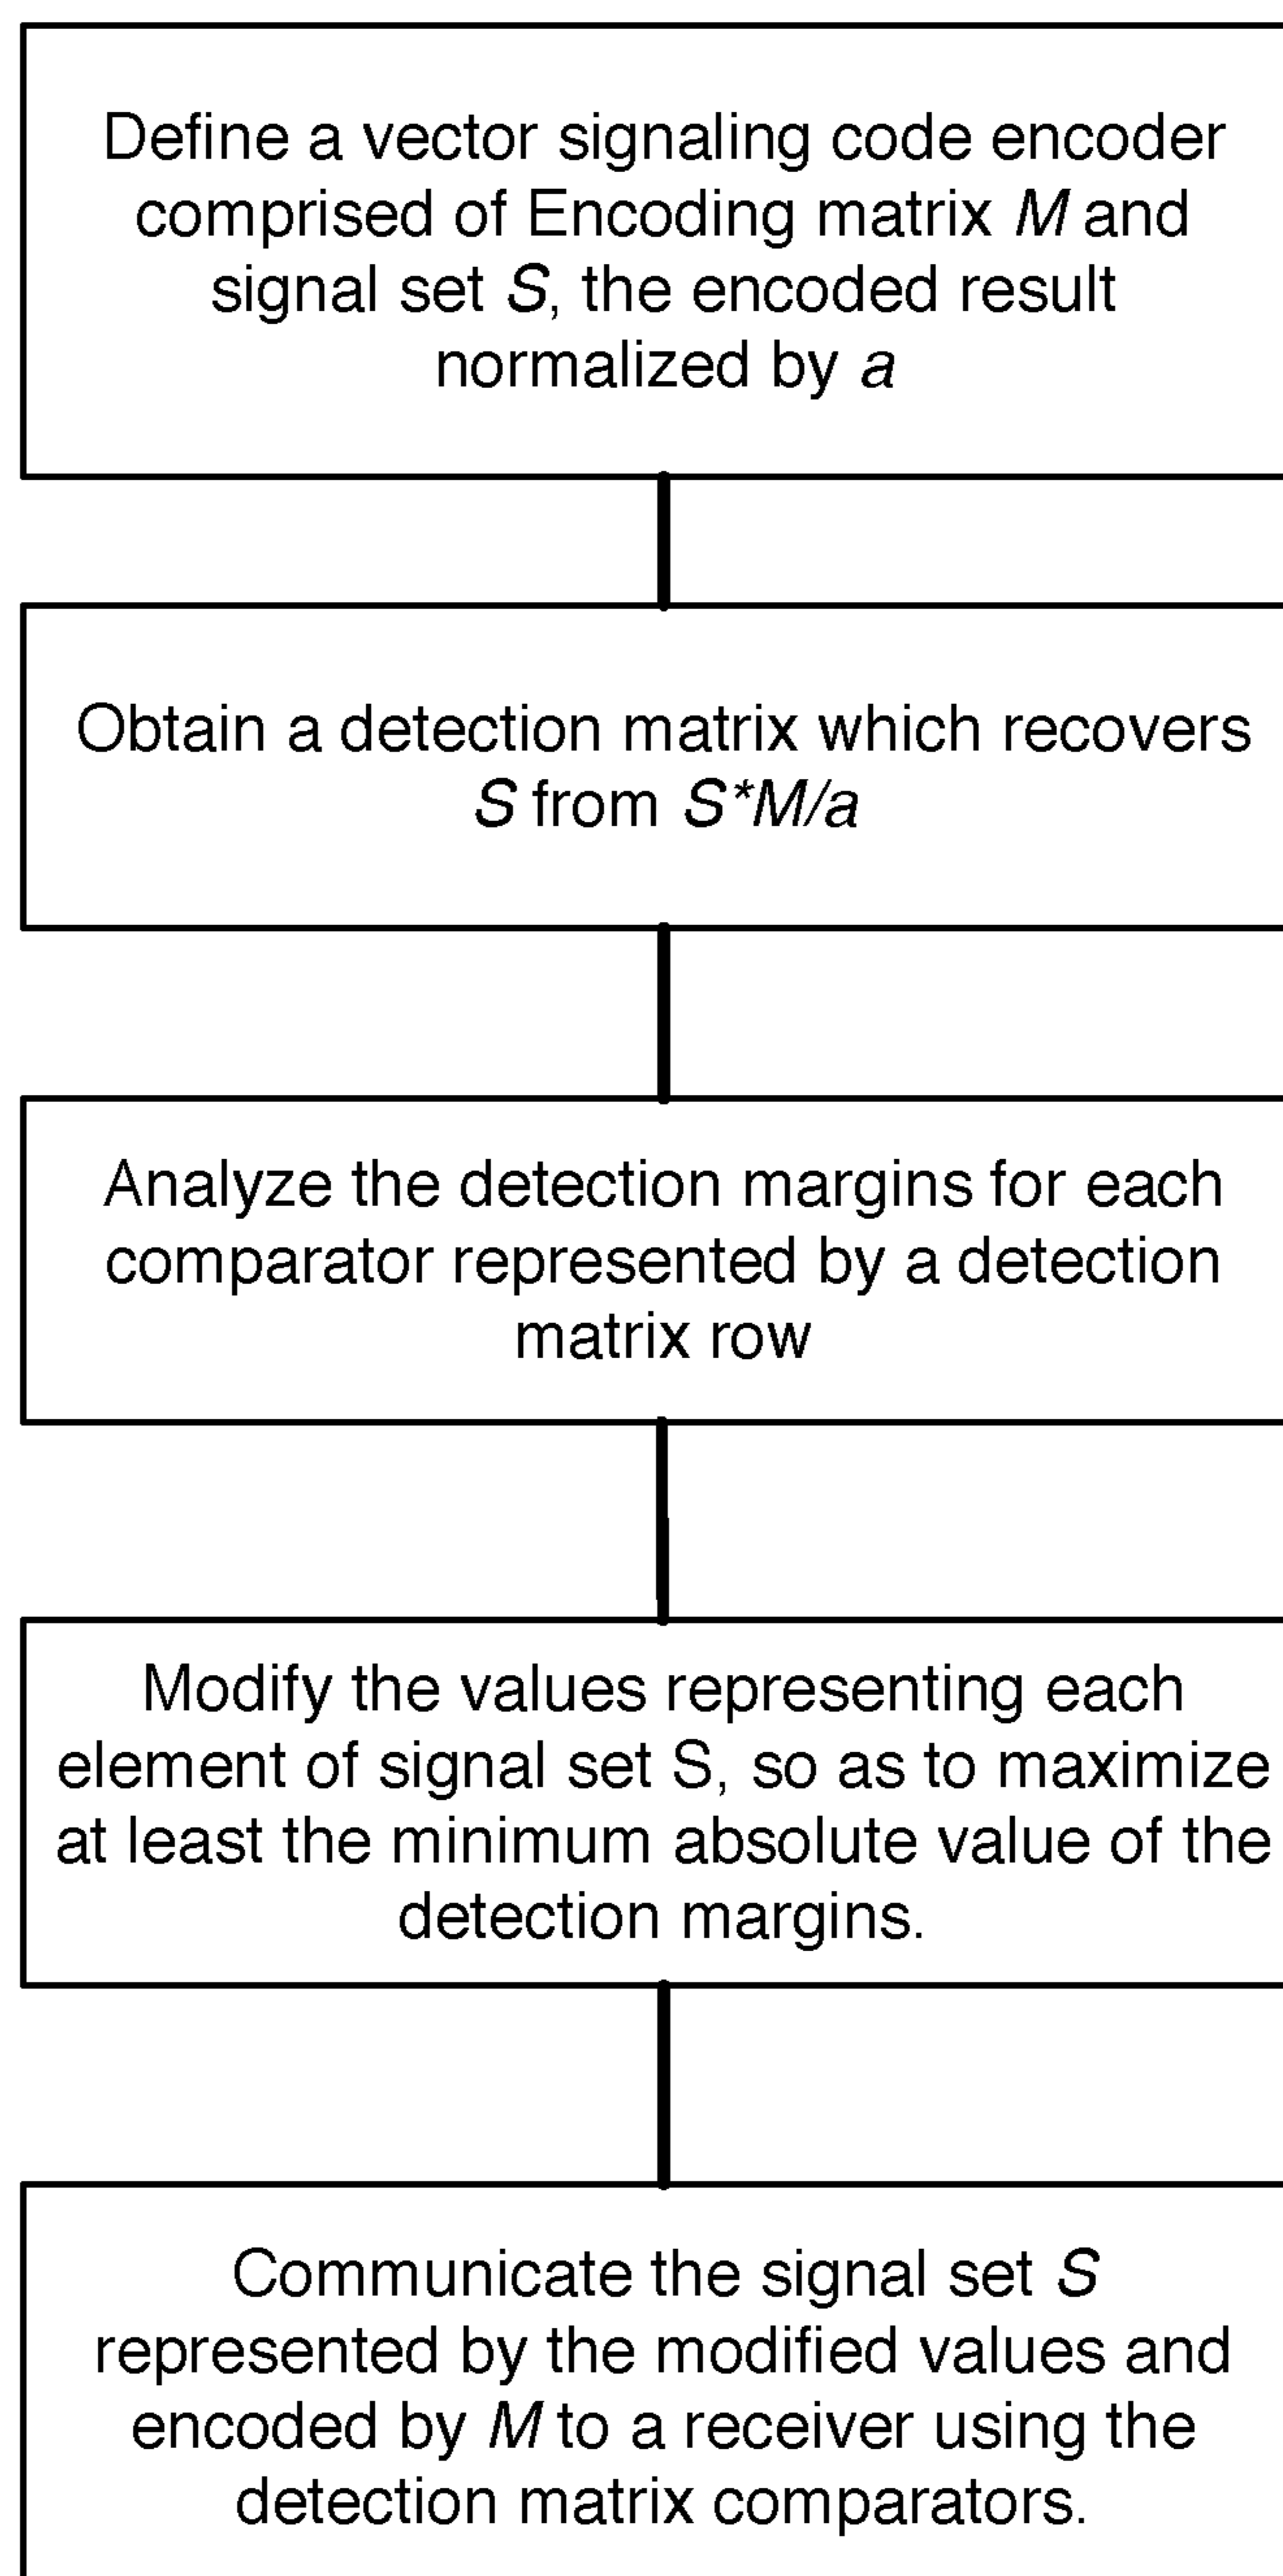 Define a vector signaling code encoder
comprised of Encoding matrix M and
signal set S, the encoded result
normalized by a
Obtain a detection matrix which recovers
S from S*M/a
Analyze the detection margins for each
comparator represented by a detection
matrix row
Modify the values representing each
element of signal set S, so as to maximize
at least the minimum absolute value of the
detection margins.
Communicate the signal set S
represented by the modified values and
encoded by M to a receiver using the
detection matrix comparators.